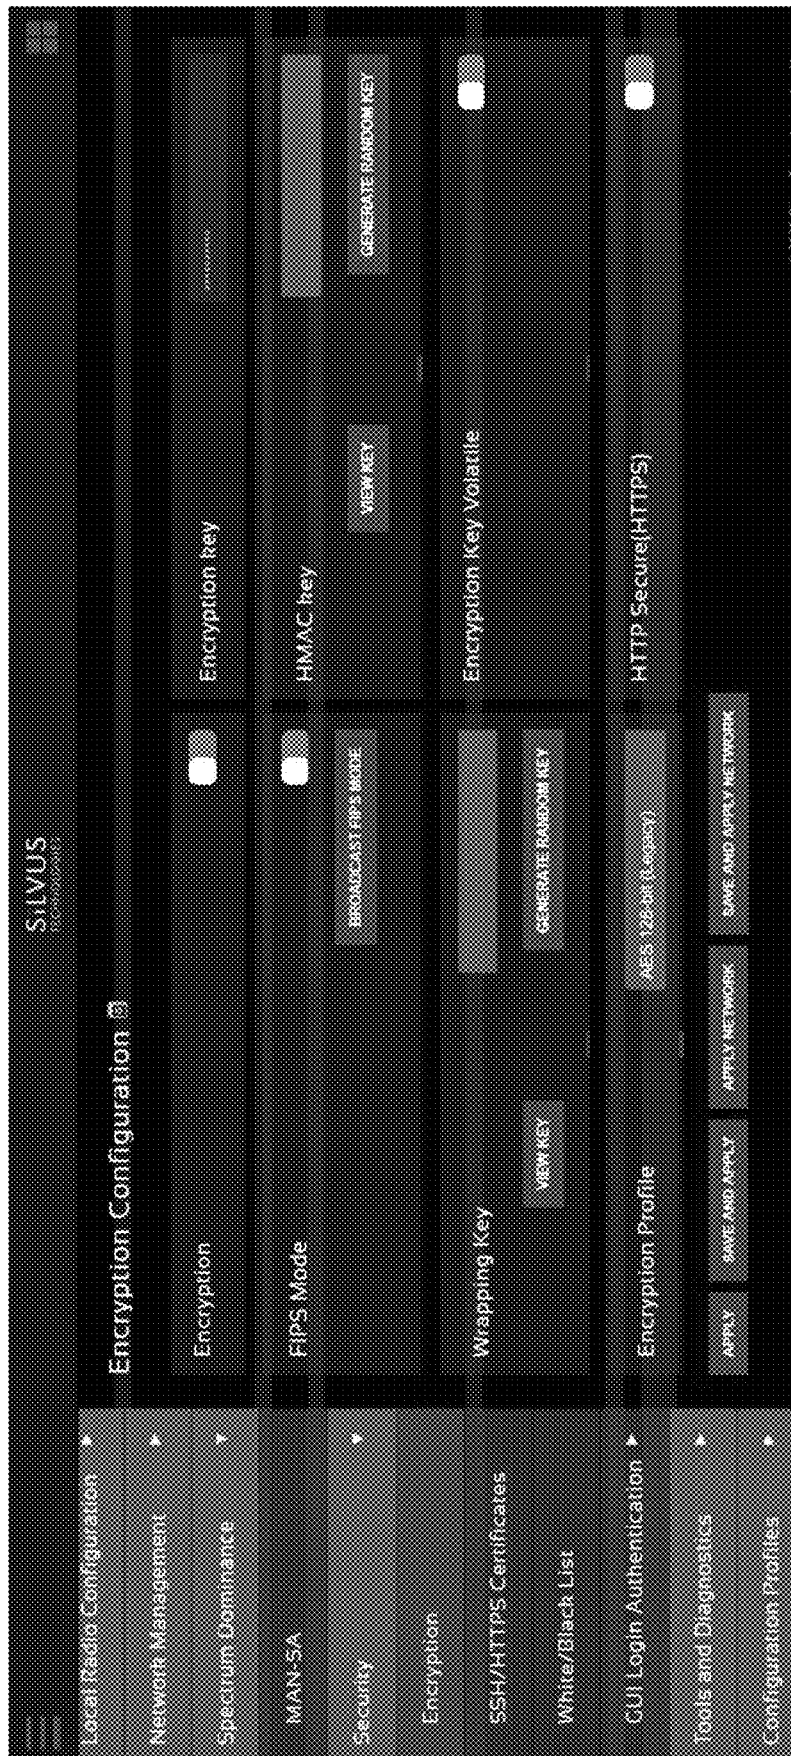 SiLVUS
TECHNOLOGIES
Local Radio Configuration
Network Management
Spectrum Dominance
MAN-SA
Security
Encryption
SSH/HTTPS Certificates
White/Black List
GUI Login Authentication
Tools and Diagnostics
Configuration Profiles
Encryption Configuration
Encryption
Encryption key
..........
FIPS Mode
BROADCAST FIPS MODE
HMAC key
VIEW KEY
GENERATE RANDOM KEY
Wrapping Key
VIEW KEY
GENERATE RANDOM KEY
Encryption Key Volatile
Encryption Profile
AES 128-bit (Legacy)
HTTP Secure(HTTPS)
APPLY
SAVE AND APPLY
APPLY NETWORK
SAVE AND APPLY NETWORK